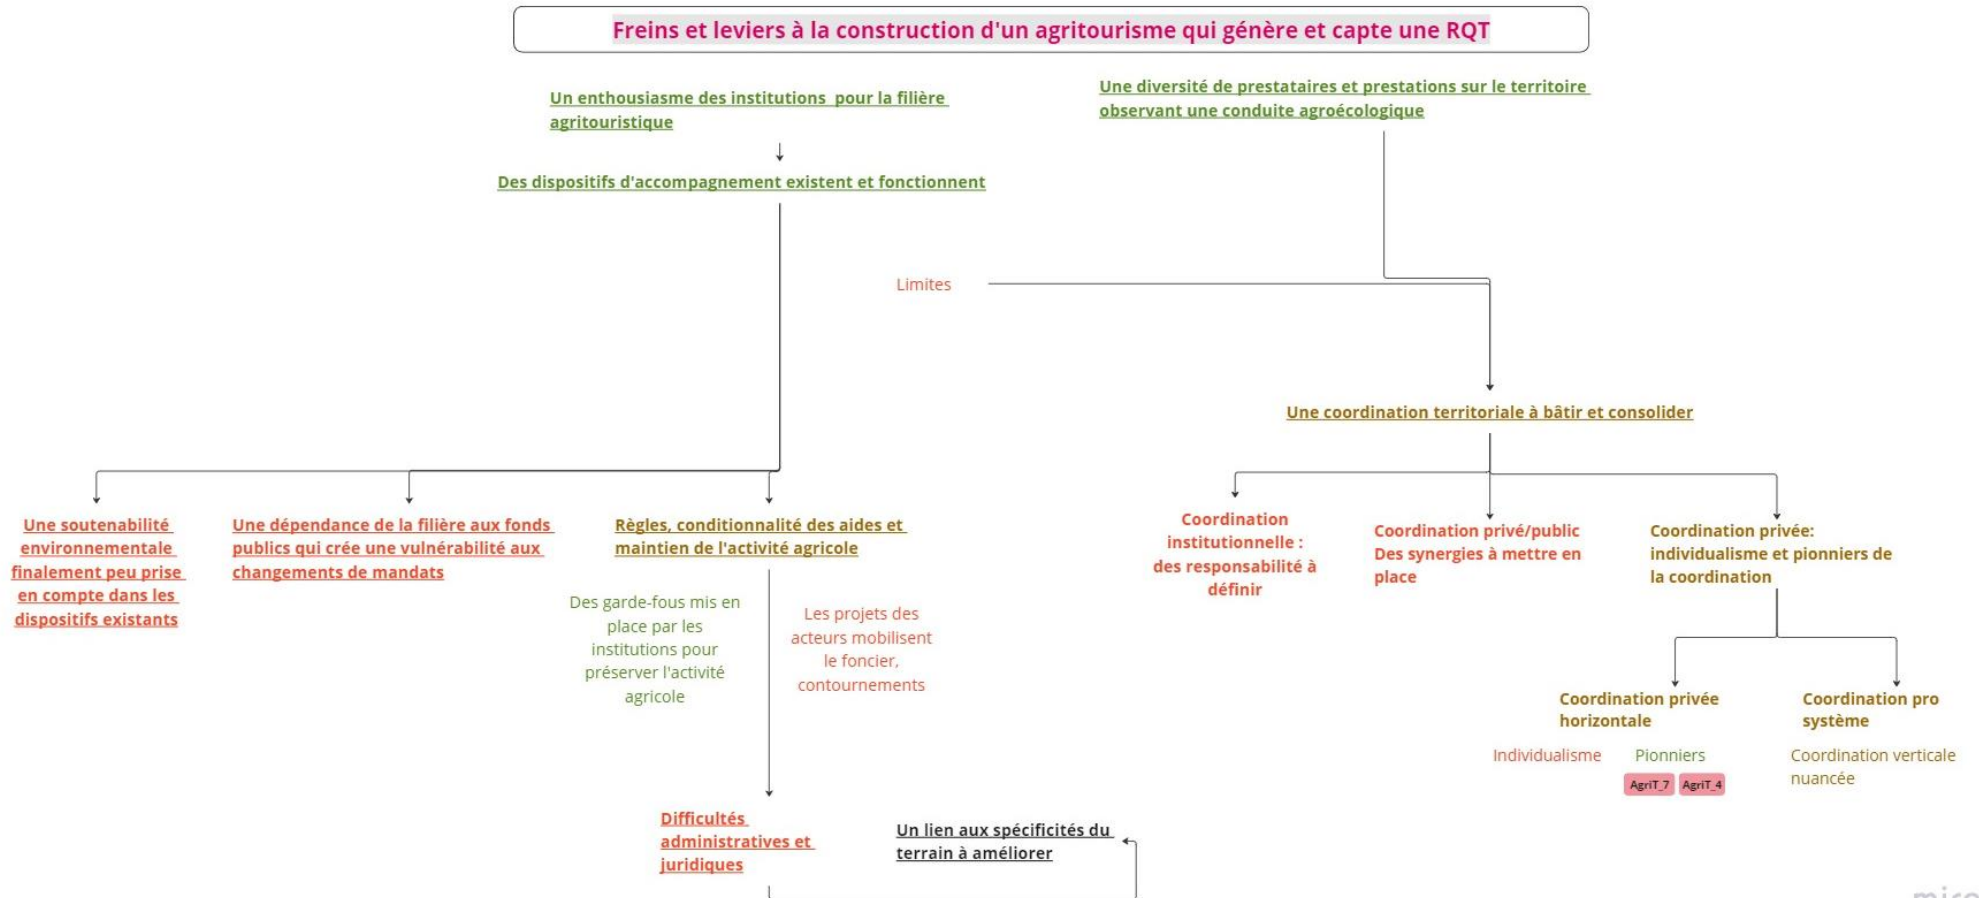 Freins et leviers à la construction d'un agritourisme qui génère et capte une RQT
Un enthousiasme des institutions pour la filière
agritouristique
Une diversité de prestataires et prestations sur le territoire
observant une conduite agroécologique
Des dispositifs d'accompagnement existent et fonctionnent
Limites
Une coordination territoriale à bâtir et consolider
Une soutenabilité
environnementale
finalement peu prise
en compte dans les
dispositifs existants
Une dépendance de la filière aux fonds
publics qui crée une vulnérabilité aux
changements de mandats
Règles, conditionnalité des aides et
maintien de l'activité agricole
Des garde-fous mis en
place par les
institutions pour
préserver l'activité
agricole
Les projets des
acteurs mobilisent
le foncier,
contournements
Coordination
institutionnelle :
des responsabilité à
définir
Coordination privé/public
Des synergies à mettre en
place
Coordination privée:
individualisme et pionniers de
la coordination
Coordination privée
horizontale
Individualisme
Pionniers
AgriT_7
AgriT_4
Coordination pro
système
Coordination verticale
nuancée
Difficultés
administratives et
juridiques
Un lien aux spécificités du
terrain à améliorer
miro